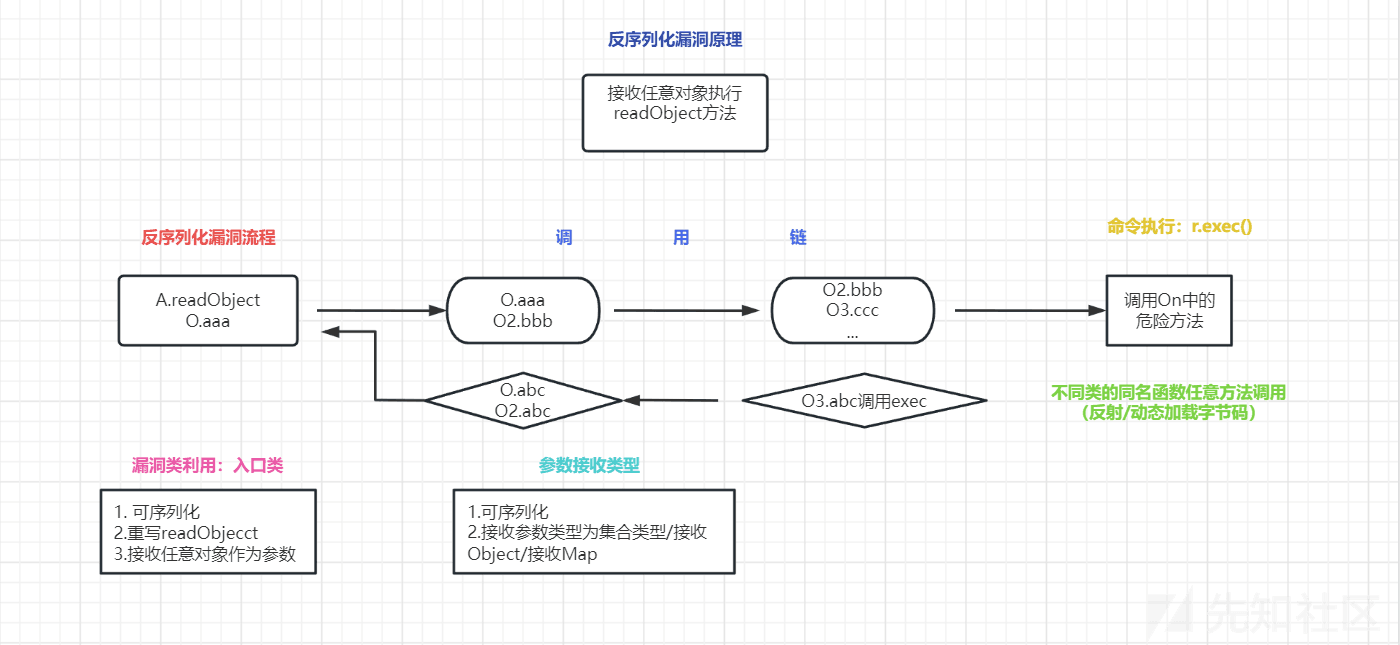 反序列化漏洞原理
接收任意对象执行
readObject方法
反序列化漏洞流程
调 用 链
命令执行：r.exec()
A.readObject
O.aaa
O.aaa
O2.bbb
O2.bbb
O3.ccc
...
调用On中的
危险方法
O.abc
O2.abc
O3.abc调用exec
不同类的同名函数任意方法调用
（反射/动态加载字节码）
漏洞类利用：入口类
1. 可序列化
2.重写readObjecct
3.接收任意对象作为参数
参数接收类型
1.可序列化
2.接收参数类型为集合类型/接收
Object/接收Map
先知社区